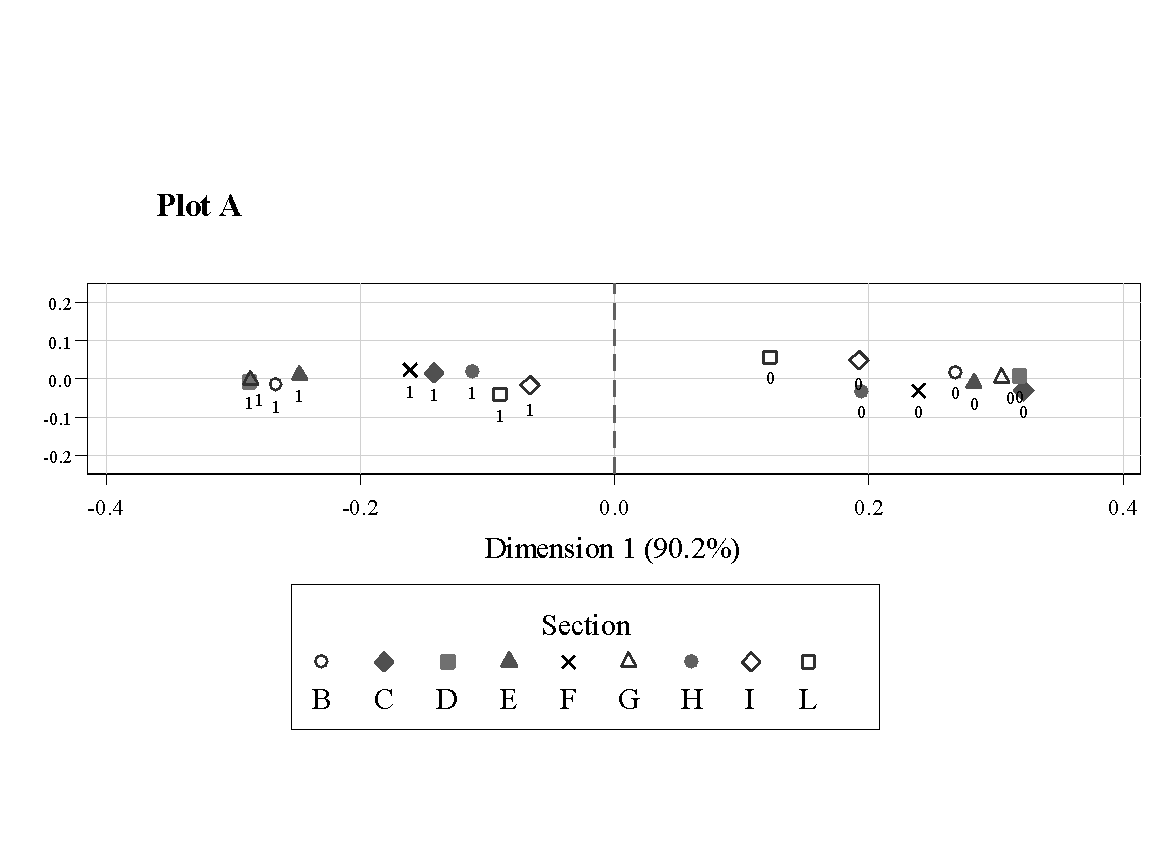 Plot A
0.2
0.1
0.0
-0.1
-0.2
1 1 1 1 1 1 1 1 1 0 0 0 0 0 0 0 0 0
-0.4 -0.2 0.0 0.2 0.4
Dimension 1 (90.2%)
Section
B C D E F G H I L